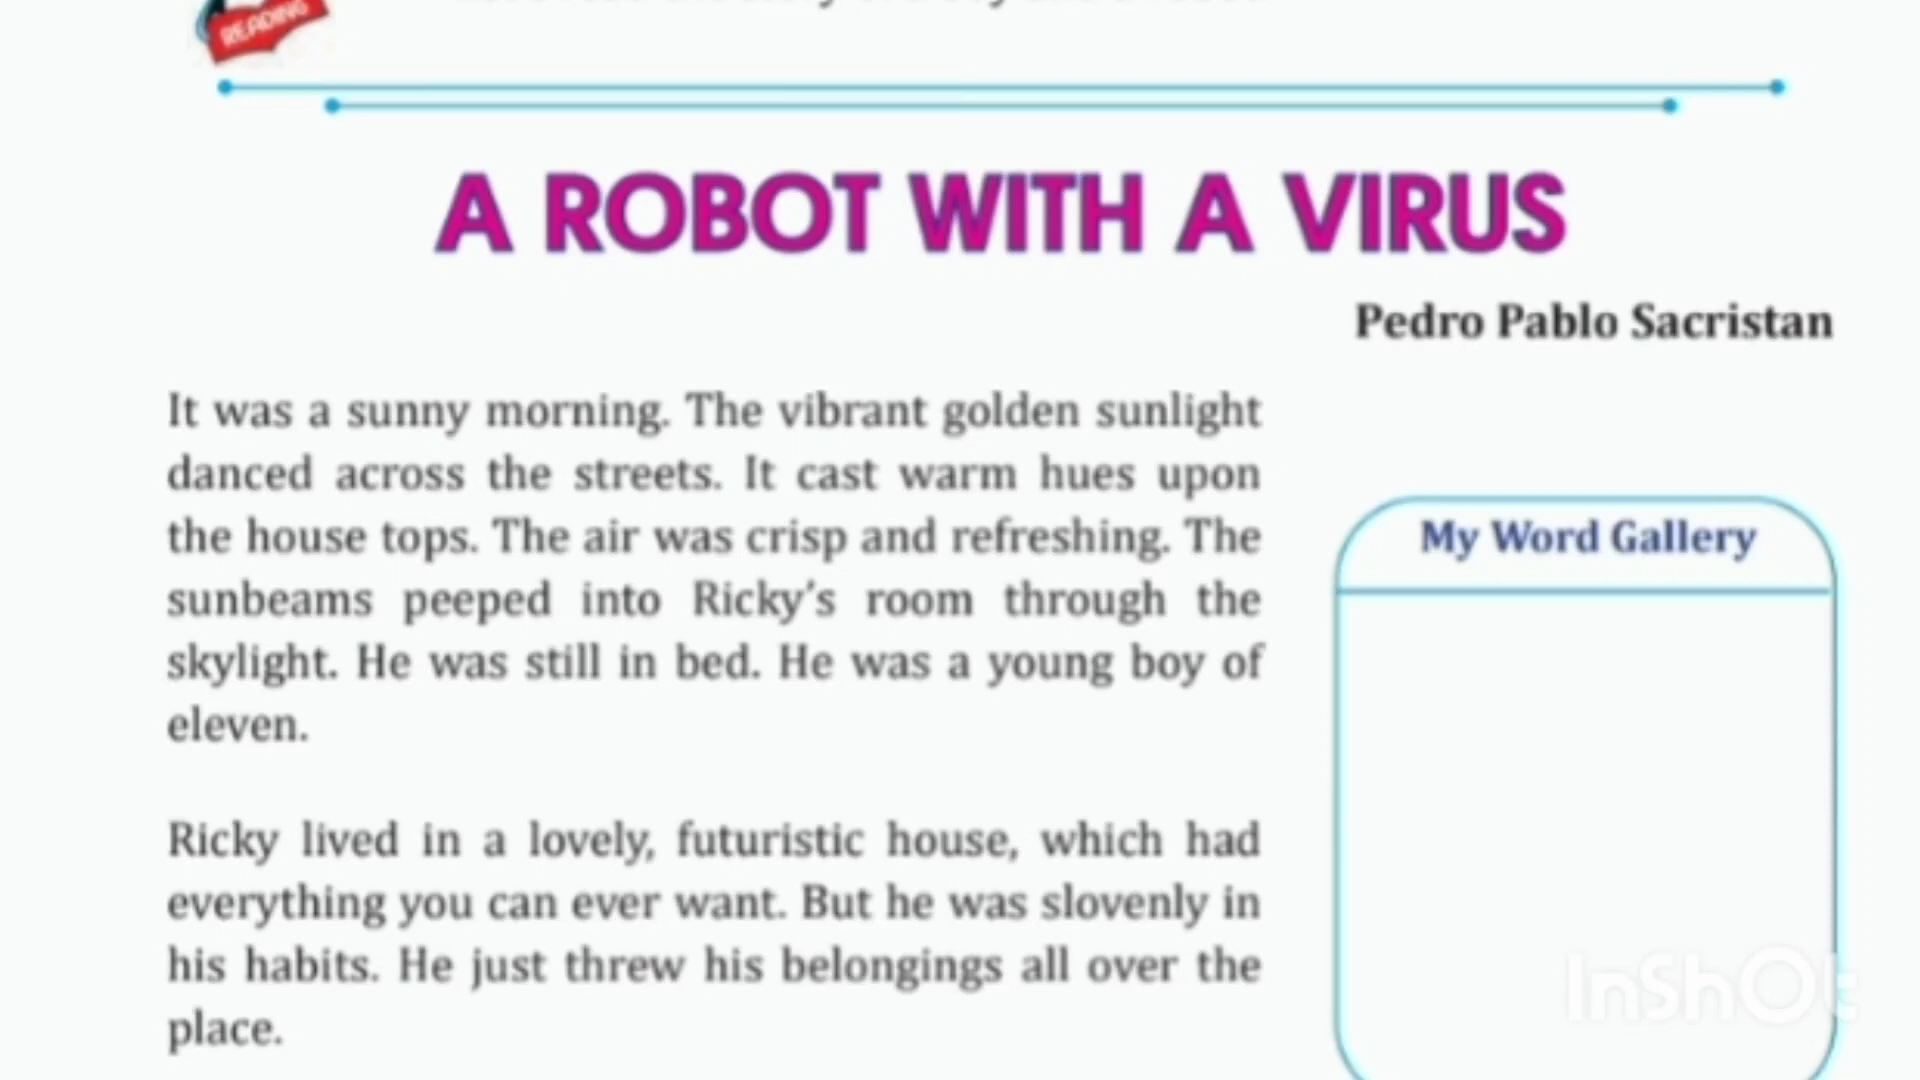 READING
A ROBOT WITH A VIRUS
Pedro Pablo Sacristan
It was a sunny morning. The vibrant golden sunlight
danced across the streets. It cast warm hues upon
the house tops. The air was crisp and refreshing. The
sunbeams peeped into Ricky's room through the
skylight. He was still in bed. He was a young boy of
eleven.
Ricky lived in a lovely, futuristic house, which had
everything you can ever want. But he was slovenly in
his habits. He just threw his belongings all over the
place.
My Word Gallery
InShOt